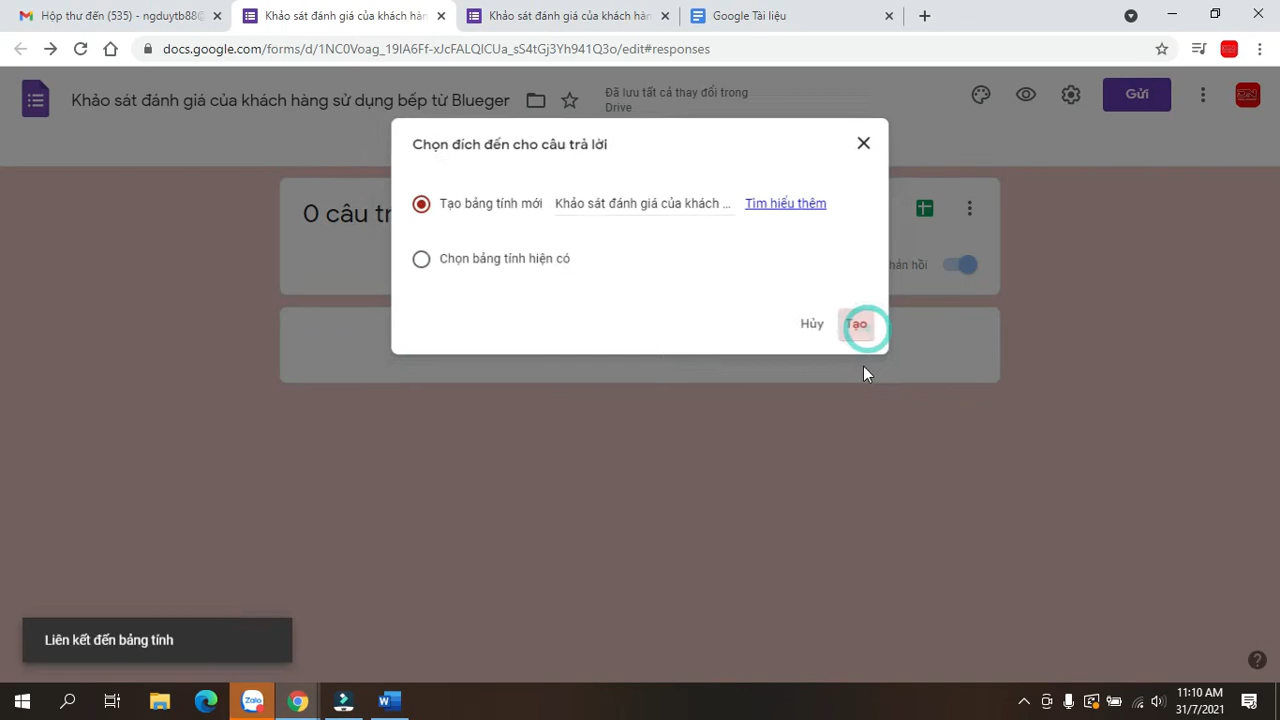 Hộp thư đến (535) - ngduytb88@
Khảo sát đánh giá của khách hàn
Khảo sát đánh giá của khách hàn
Google Tài liệu
docs.google.com/forms/d/1NC0Voag_19IA6Ff-xJcFALQICUa_sS4tGj3Yh941Q3o/edit#responses
Khảo sát đánh giá của khách hàng sử dụng bếp từ Blueger
Đã lưu tất cả thay đổi trong
Drive
Gửi
Chọn đích đến cho câu trả lời
Tạo bảng tính mới Khảo sát đánh giá của khách ... Tìm hiểu thêm
0 câu tr
Chọn bảng tính hiện có
hản hồi
Hủy Tạo
Liên kết đến bảng tính
Zalo
11:10 AM
31/7/2021